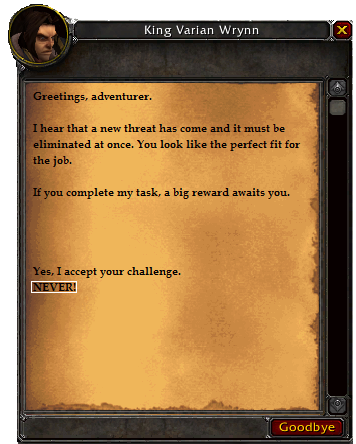 King Varian Wrynn
Greetings, adventurer.
I hear that a new threat has come and it must be
eliminated at once. You look like the perfect fit for
the job.
If you complete my task, a big reward awaits you.
Yes, I accept your challenge.
NEVER!
Goodbye